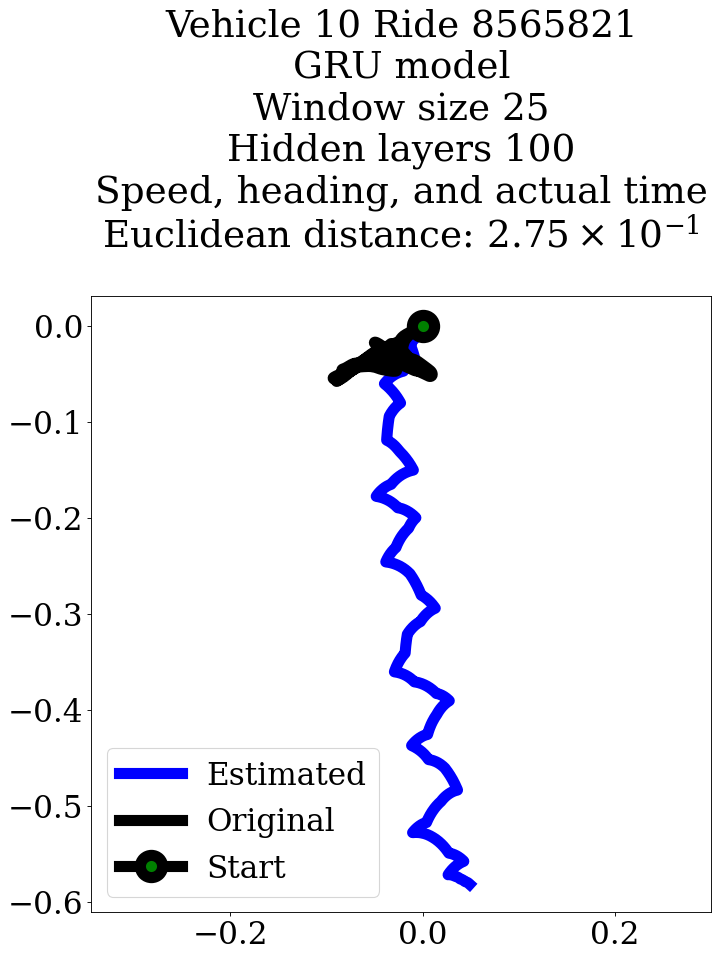 Vehicle 10 Ride 8565821
GRU model
Window size 25
Hidden layers 100
Speed, heading, and actual time
Euclidean distance: 2.75 × 10⁻¹
0.0
−0.1
−0.2
−0.3
−0.4
−0.5
−0.6
Estimated
Original
Start
−0.2 0.0 0.2